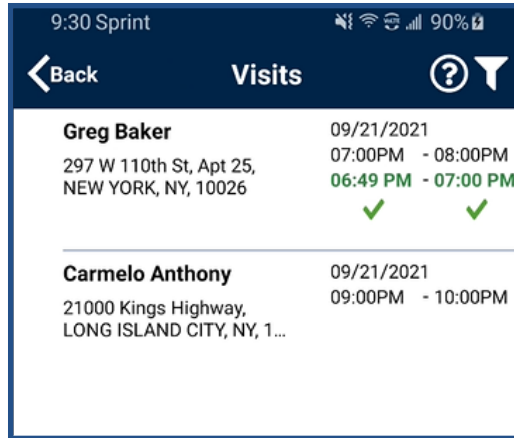 9:30 Sprint 90%
Back Visits ?
Greg Baker 09/21/2021
297 W 110th St, Apt 25, 07:00PM - 08:00PM
NEW YORK, NY, 10026 06:49 PM - 07:00 PM
Carmelo Anthony 09/21/2021
21000 Kings Highway, 09:00PM - 10:00PM
LONG ISLAND CITY, NY, 1...